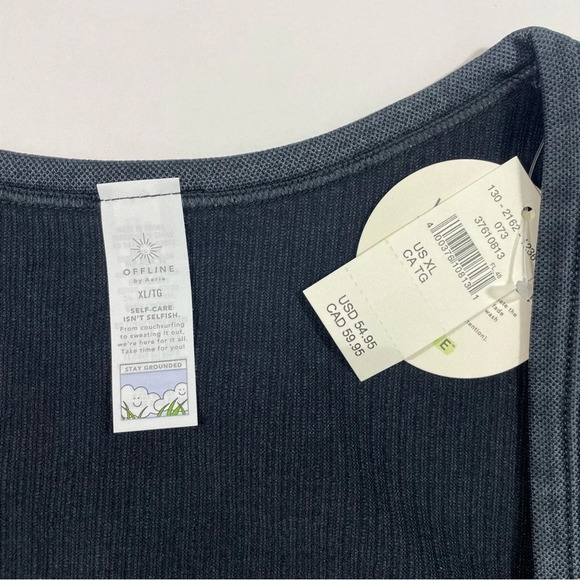 OFFLINE
by Aerie
XL/TG
SELF-CARE
ISN'T SELFISH.
From couchsurfing
to sweating it out,
we're here for it all.
Take time for you!
STAY GROUNDED
130 - 2162 -
073
37610813
US XL
CA TG
USD 54.95
CAD 59.95
E